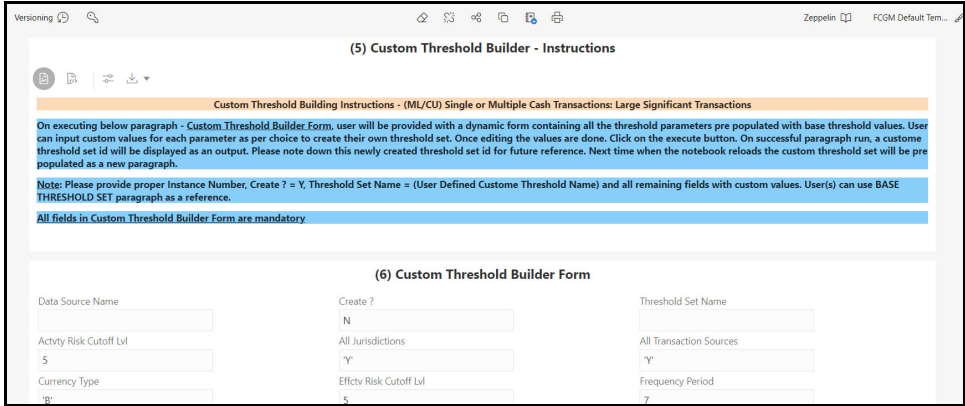 Versioning
Zeppelin
FCGM Default Tem...
(5) Custom Threshold Builder - Instructions
Custom Threshold Building Instructions - (ML/CU) Single or Multiple Cash Transactions: Large Significant Transactions
On executing below paragraph - Custom Threshold Builder Form, user will be provided with a dynamic form containing all the threshold parameters pre populated with base threshold values. User
can input custom values for each parameter as per choice to create their own threshold set. Once editing the values are done. Click on the execute button. On successful paragraph run, a custome
threshold set id will be displayed as an output. Please note down this newly created threshold set id for future reference. Next time when the notebook reloads the custom threshold set will be pre
populated as a new paragraph.
Note: Please provide proper Instance Number, Create ? = Y, Threshold Set Name = (User Defined Custome Threshold Name) and all remaining fields with custom values. User(s) can use BASE
THRESHOLD SET paragraph as a reference.
All fields in Custom Threshold Builder Form are mandatory
(6) Custom Threshold Builder Form
Data Source Name
Create ?
Threshold Set Name
N
Actvty Risk Cutoff Lvl
All Jurisdictions
All Transaction Sources
5
'Y'
'Y'
Currency Type
Effctv Risk Cutoff Lvl
Frequency Period
'B'
5
7